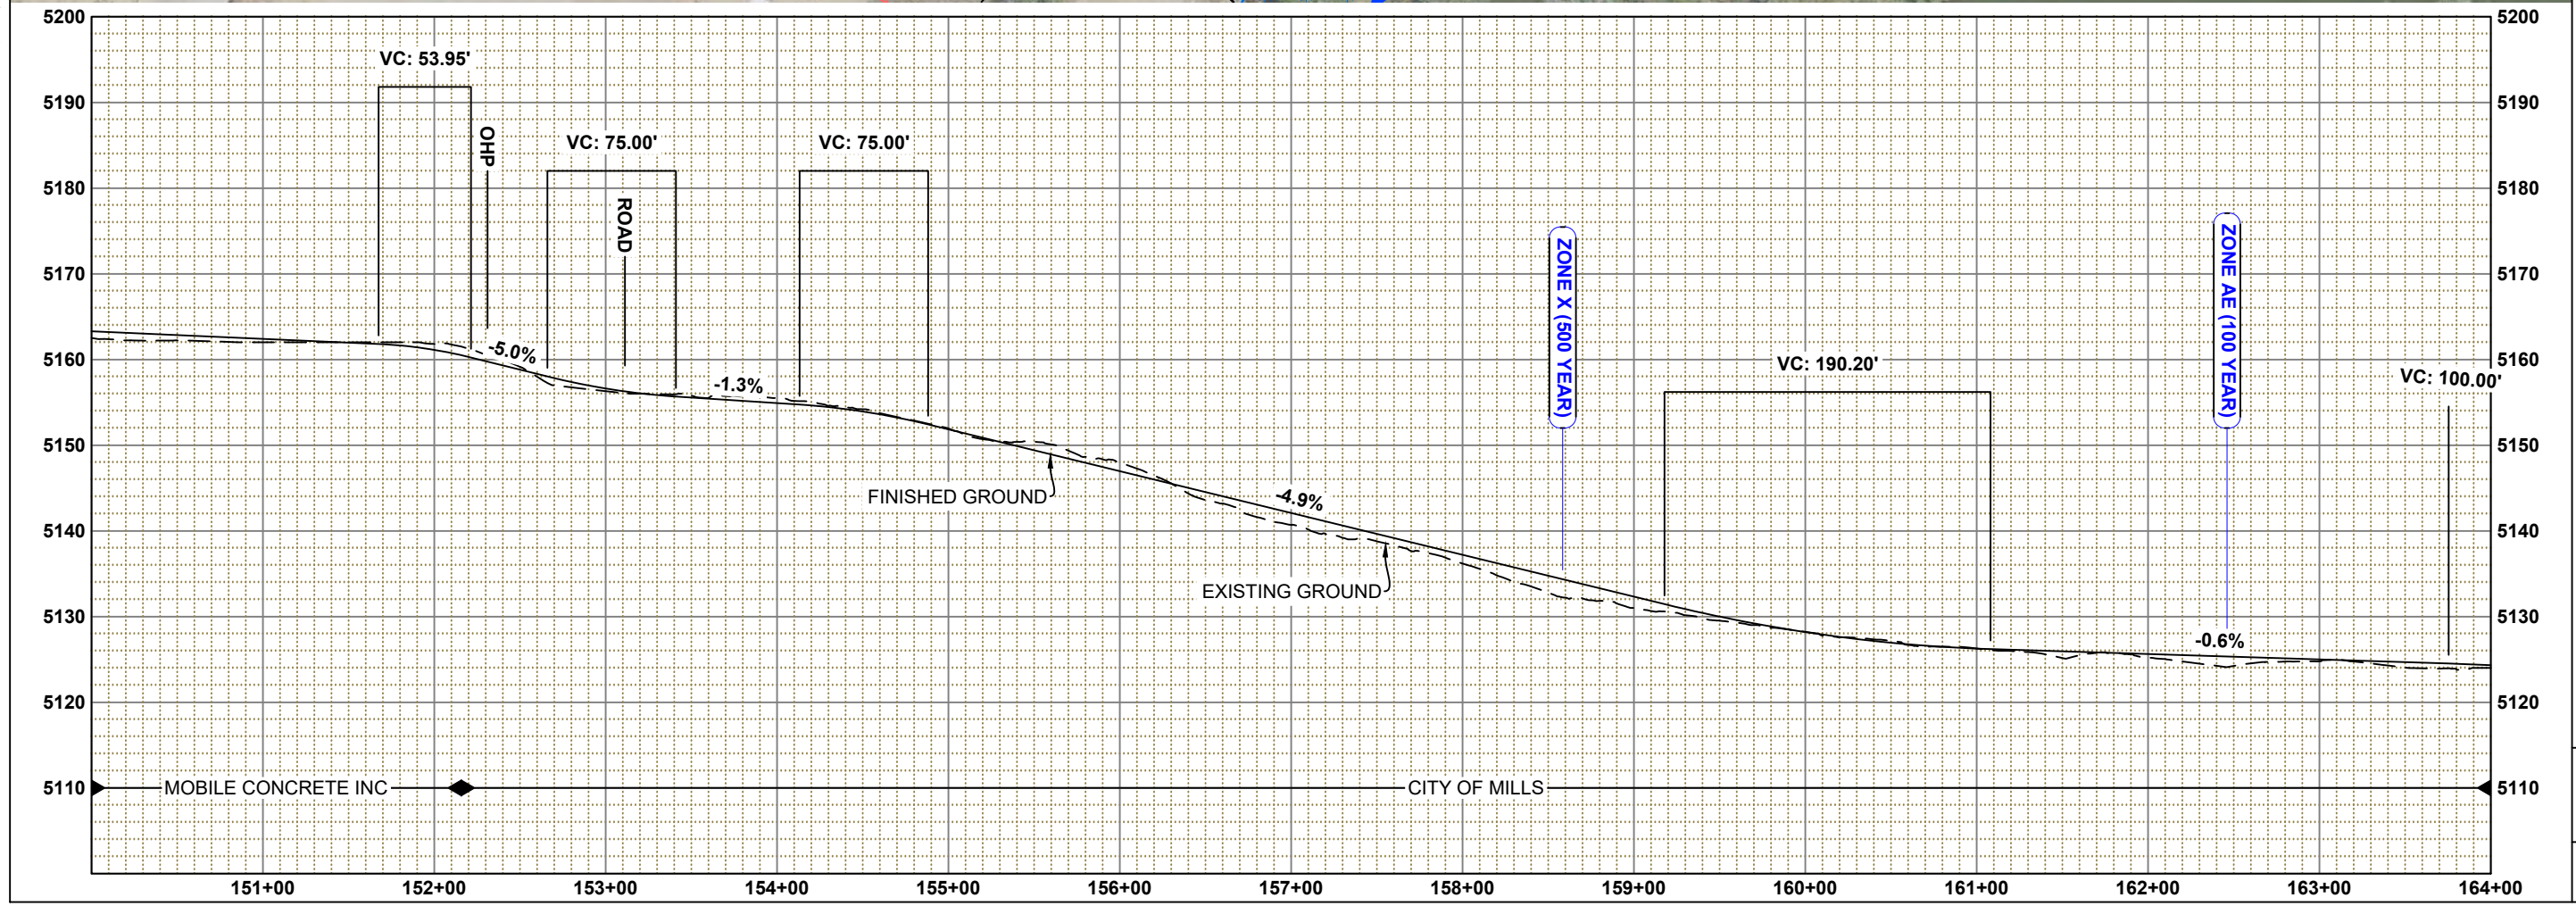 5200
5200
VC: 53.95'
5190
5190
OHP
VC: 75.00'
VC: 75.00'
5180
5180
ROAD
ZONE X (500 YEAR)
ZONE AE (100 YEAR)
5170
5170
5160
-5.0%
VC: 190.20'
5160
-1.3%
VC: 100.00'
5150
5150
FINISHED GROUND
-4.9%
5140
5140
EXISTING GROUND
5130
5130
-0.6%
5120
5120
5110
MOBILE CONCRETE INC
CITY OF MILLS
5110
151+00 152+00 153+00 154+00 155+00 156+00 157+00 158+00 159+00 160+00 161+00 162+00 163+00 164+00